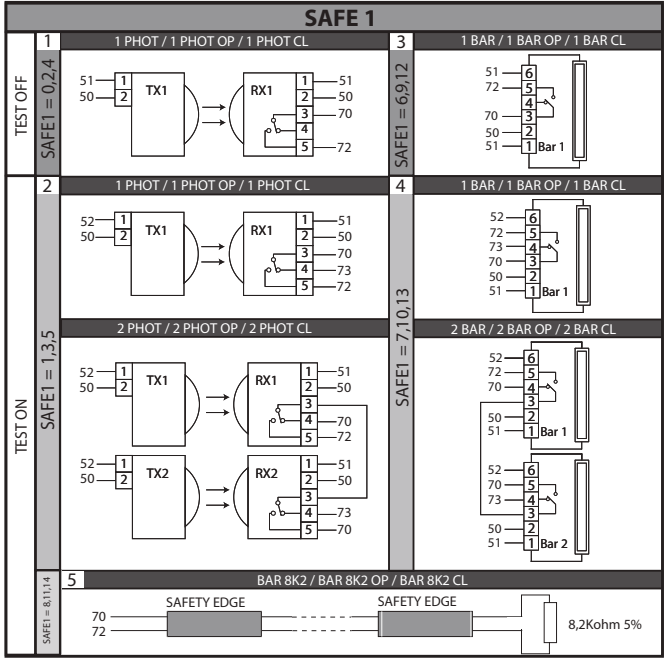 SAFE 1
TEST OFF
SAFE1 = 0,2,4
1
1 PHOT / 1 PHOT OP / 1 PHOT CL
51 1
50 2
TX1
RX1
1 51
2 50
3 70
4
5 72
SAFE1 = 6,9,12
3
1 BAR / 1 BAR OP / 1 BAR CL
51 6
72 5
4
70 3
50 2
51 1 Bar 1
TEST ON
SAFE1 = 1,3,5
2
1 PHOT / 1 PHOT OP / 1 PHOT CL
52 1
50 2
TX1
RX1
1 51
2 50
3 70
4 73
5 72
2 PHOT / 2 PHOT OP / 2 PHOT CL
52 1
50 2
TX1
RX1
1 51
2 50
3
4 70
5 72
52 1
50 2
TX2
RX2
1 51
2 50
3
4 73
5 70
SAFE1 = 7,10,13
4
1 BAR / 1 BAR OP / 1 BAR CL
52 6
72 5
73 4
70 3
50 2
51 1 Bar 1
2 BAR / 2 BAR OP / 2 BAR CL
52 6
72 5
70 4
3
50 2
51 1 Bar 1
52 6
70 5
73 4
3
50 2
51 1 Bar 2
SAFE1 = 8,11,14
5
BAR 8K2 / BAR 8K2 OP / BAR 8K2 CL
SAFETY EDGE
SAFETY EDGE
70
72
8,2Kohm 5%